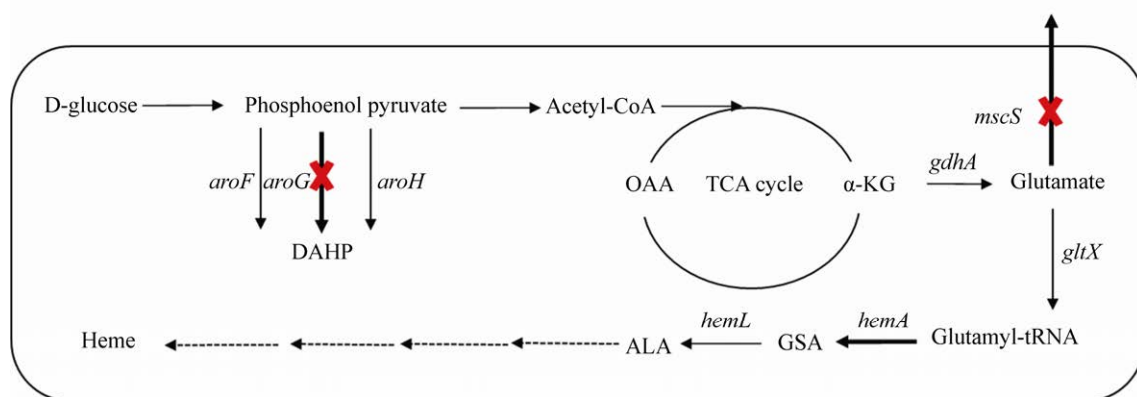 D-glucose
Phosphoenol pyruvate
Acetyl-CoA
mscS
aroF
aroG
aroH
OAA
TCA cycle
α-KG
gdhA
Glutamate
DAHP
gltX
Heme
ALA
hemL
GSA
hemA
Glutamyl-tRNA